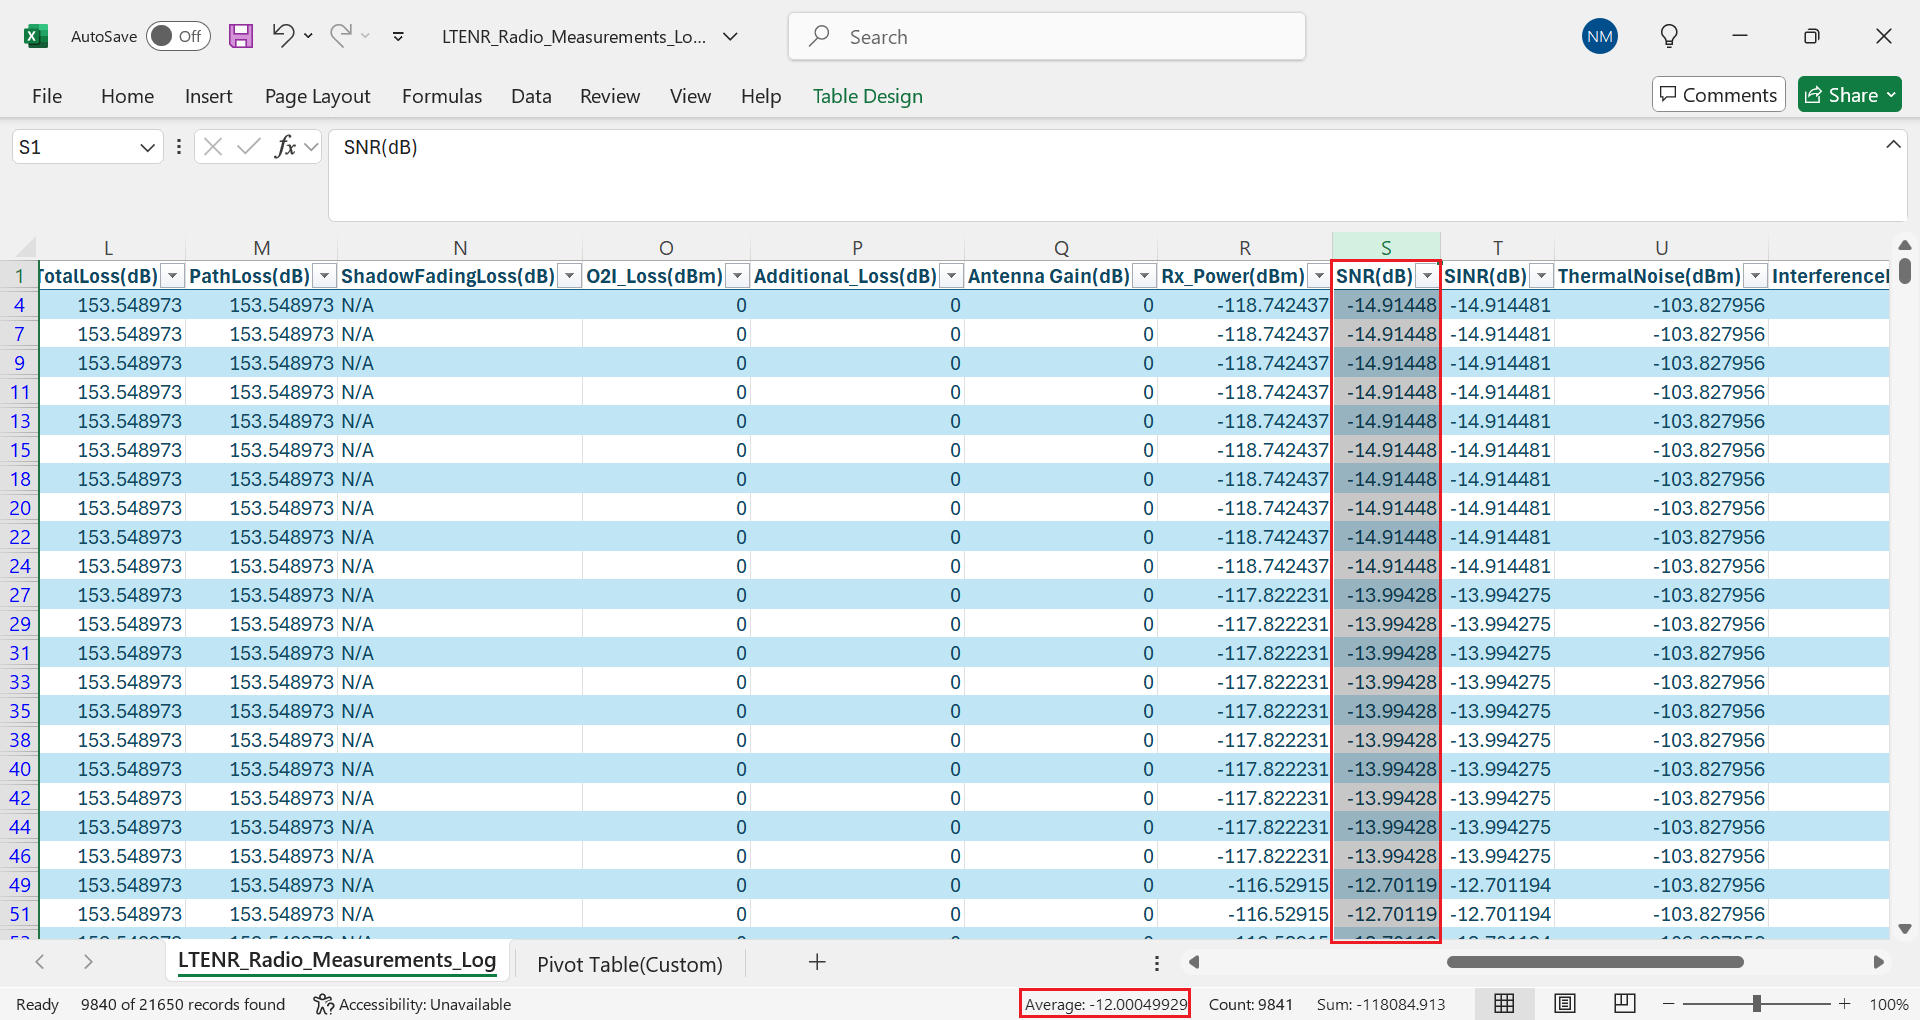 AutoSave Off LTENR_Radio_Measurements_Lo... Search NM
File Home Insert Page Layout Formulas Data Review View Help Table Design Comments Share
S1 fx SNR(dB)
L M N O P Q R S T U
1 TotalLoss(dB) PathLoss(dB) ShadowFadingLoss(dB) O2I_Loss(dBm) Additional_Loss(dB) Antenna Gain(dB) Rx_Power(dBm) SNR(dB) SINR(dB) ThermalNoise(dBm)
4 153.548973 153.548973 N/A 0 0 0 -118.742437 -14.91448 -14.914481 -103.827956
7 153.548973 153.548973 N/A 0 0 0 -118.742437 -14.91448 -14.914481 -103.827956
9 153.548973 153.548973 N/A 0 0 0 -118.742437 -14.91448 -14.914481 -103.827956
11 153.548973 153.548973 N/A 0 0 0 -118.742437 -14.91448 -14.914481 -103.827956
13 153.548973 153.548973 N/A 0 0 0 -118.742437 -14.91448 -14.914481 -103.827956
15 153.548973 153.548973 N/A 0 0 0 -118.742437 -14.91448 -14.914481 -103.827956
18 153.548973 153.548973 N/A 0 0 0 -118.742437 -14.91448 -14.914481 -103.827956
20 153.548973 153.548973 N/A 0 0 0 -118.742437 -14.91448 -14.914481 -103.827956
22 153.548973 153.548973 N/A 0 0 0 -118.742437 -14.91448 -14.914481 -103.827956
24 153.548973 153.548973 N/A 0 0 0 -118.742437 -14.91448 -14.914481 -103.827956
27 153.548973 153.548973 N/A 0 0 0 -117.822231 -13.99428 -13.994275 -103.827956
29 153.548973 153.548973 N/A 0 0 0 -117.822231 -13.99428 -13.994275 -103.827956
31 153.548973 153.548973 N/A 0 0 0 -117.822231 -13.99428 -13.994275 -103.827956
33 153.548973 153.548973 N/A 0 0 0 -117.822231 -13.99428 -13.994275 -103.827956
35 153.548973 153.548973 N/A 0 0 0 -117.822231 -13.99428 -13.994275 -103.827956
38 153.548973 153.548973 N/A 0 0 0 -117.822231 -13.99428 -13.994275 -103.827956
40 153.548973 153.548973 N/A 0 0 0 -117.822231 -13.99428 -13.994275 -103.827956
42 153.548973 153.548973 N/A 0 0 0 -117.822231 -13.99428 -13.994275 -103.827956
44 153.548973 153.548973 N/A 0 0 0 -117.822231 -13.99428 -13.994275 -103.827956
46 153.548973 153.548973 N/A 0 0 0 -117.822231 -13.99428 -13.994275 -103.827956
49 153.548973 153.548973 N/A 0 0 0 -116.52915 -12.70119 -12.701194 -103.827956
51 153.548973 153.548973 N/A 0 0 0 -116.52915 -12.70119 -12.701194 -103.827956
LTENR_Radio_Measurements_Log Pivot Table(Custom)
Ready 9840 of 21650 records found Accessibility: Unavailable Average: -12.00049929 Count: 9841 Sum: -118084.913 100%